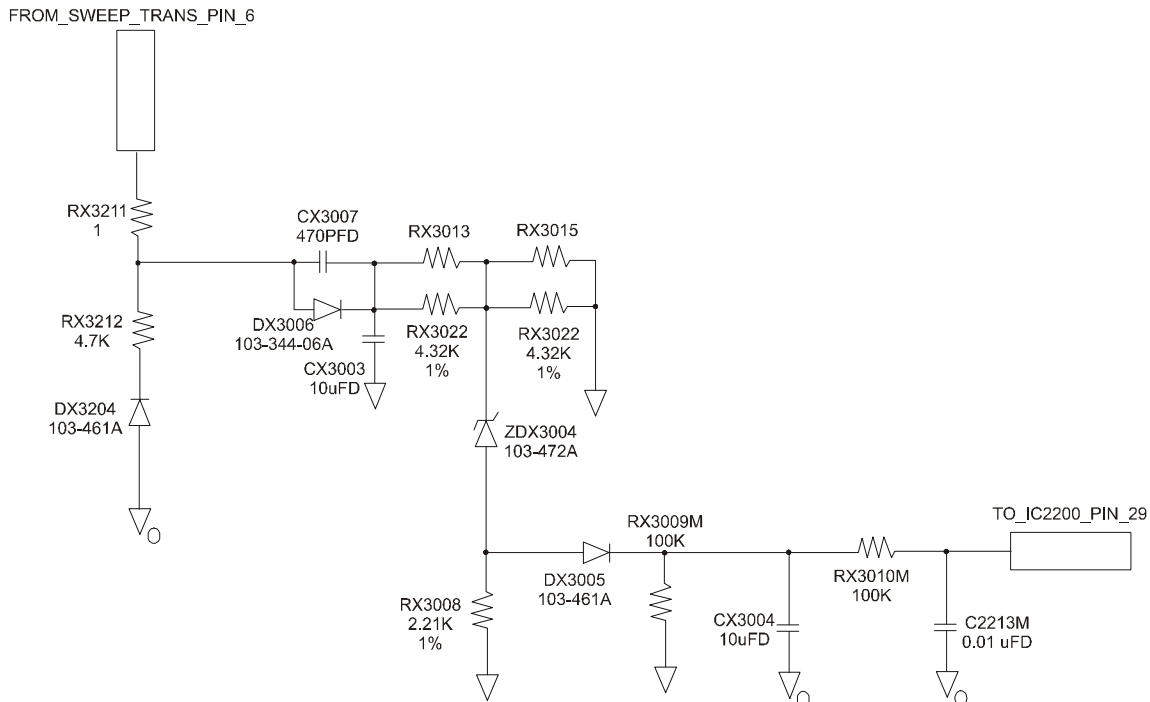 FROM_SWEEP_TRANS_PIN_6
RX3211
1
CX3007
470PFD
RX3013
RX3015
RX3212
4.7K
DX3006
103-344-06A
RX3022
4.32K
1%
RX3022
4.32K
1%
CX3003
10uFD
DX3204
103-461A
ZDX3004
103-472A
TO_IC2200_PIN_29
RX3009M
100K
DX3005
103-461A
RX3010M
100K
RX3008
2.21K
1%
CX3004
10uFD
C2213M
0.01 uFD